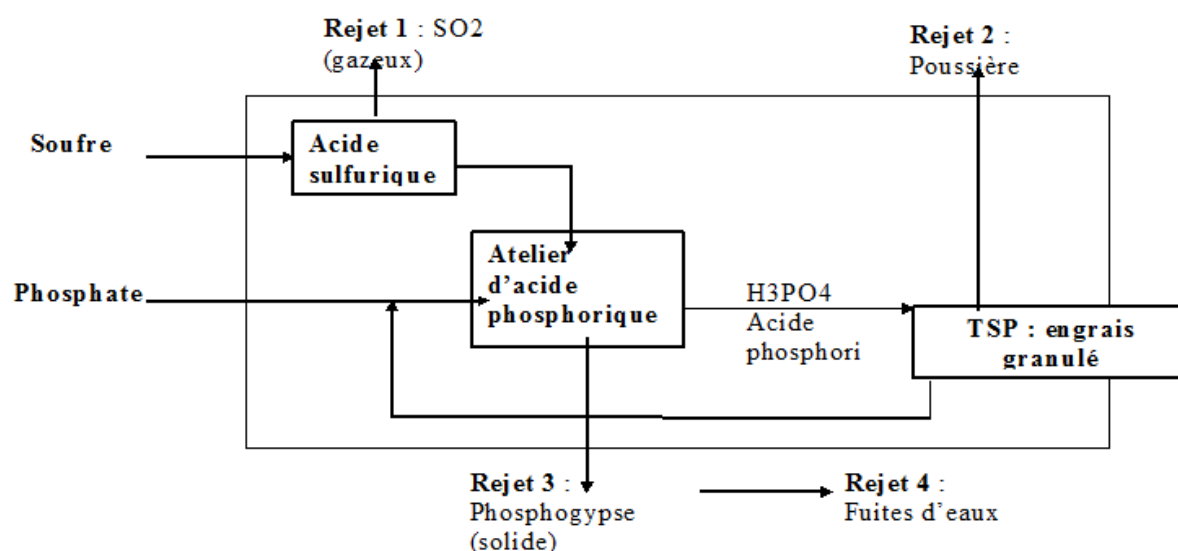 Rejet 1 : SO2
(gazeux)
Rejet 2 :
Poussière
Soufre
Acide
sulfurique
Phosphate
Atelier
d'acide
phosphorique
H3PO4
Acide
phosphori
TSP : engrais
granulé
Rejet 3 :
Phosphogypse
(solide)
Rejet 4 :
Fuites d'eaux